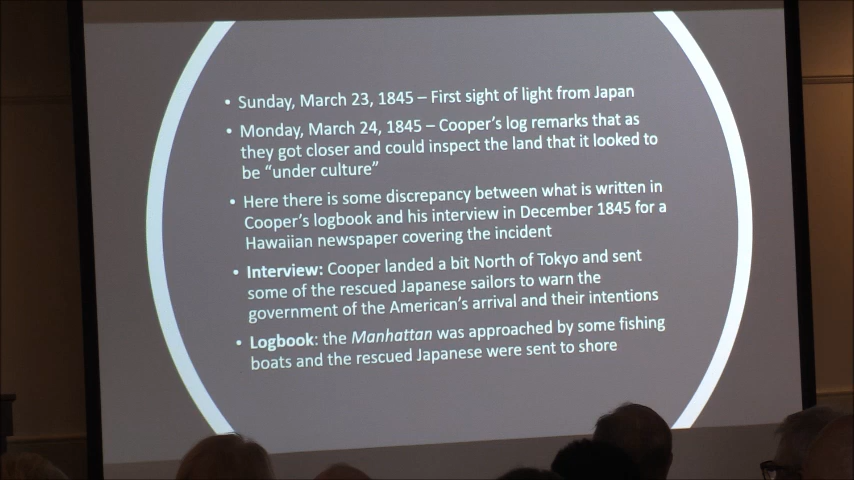 • Sunday, March 23, 1845 – First sight of light from Japan
• Monday, March 24, 1845 – Cooper's log remarks that as
they got closer and could inspect the land that it looked to
be “under culture”
• Here there is some discrepancy between what is written in
Cooper's logbook and his interview in December 1845 for a
Hawaiian newspaper covering the incident
• Interview: Cooper landed a bit North of Tokyo and sent
some of the rescued Japanese sailors to warn the
government of the American's arrival and their intentions
• Logbook: the Manhattan was approached by some fishing
boats and the rescued Japanese were sent to shore